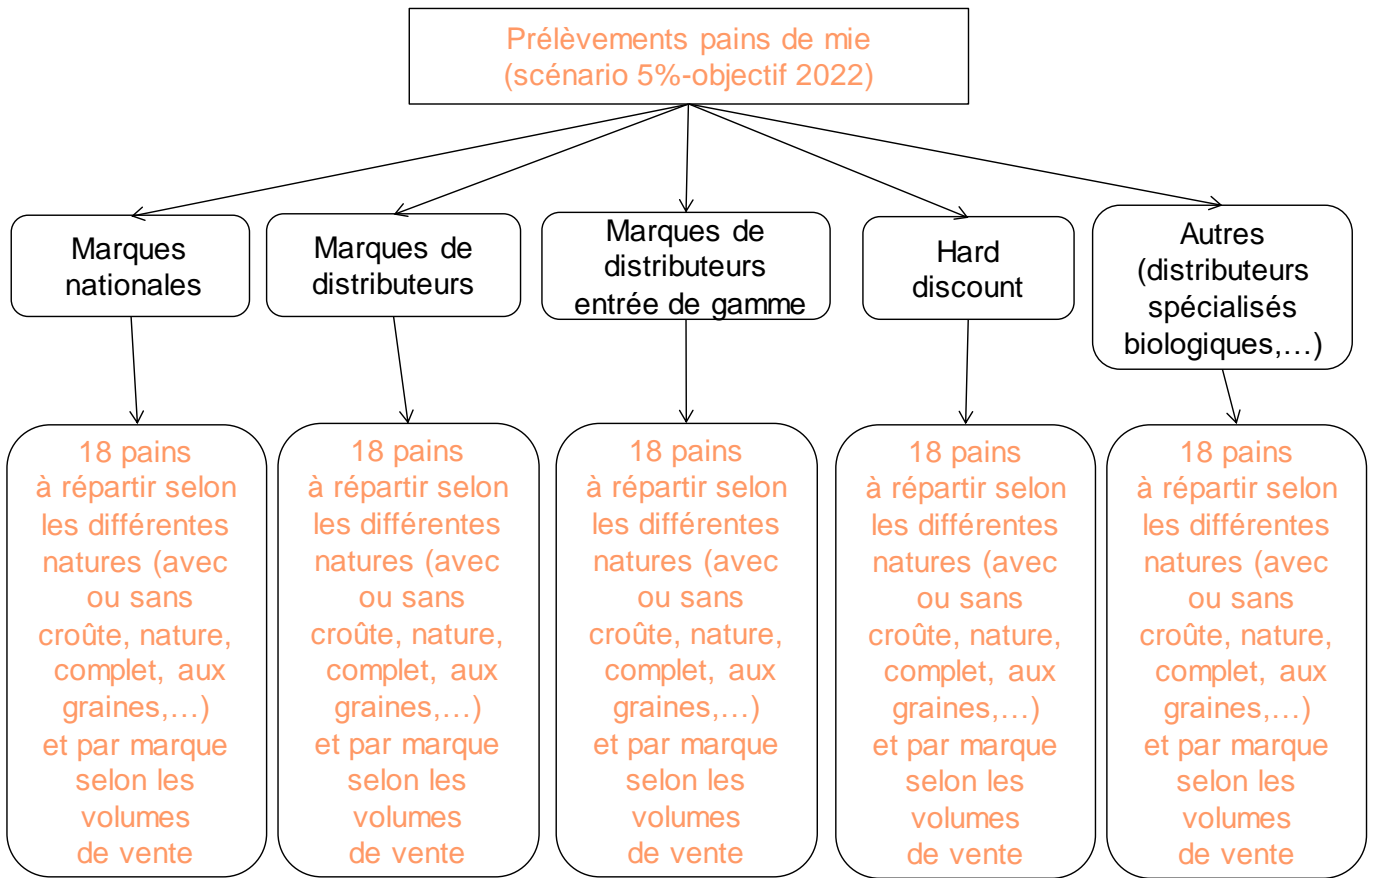 Prélèvements pains de mie
(scénario 5%-objectif 2022)
Marques
nationales
Marques de
distributeurs
Marques de
distributeurs
entrée de gamme
Hard
discount
Autres
(distributeurs
spécialisés
biologiques,…)
18 pains
à répartir selon
les différentes
natures (avec
ou sans
croûte, nature,
complet, aux
graines,…)
et par marque
selon les
volumes
de vente
18 pains
à répartir selon
les différentes
natures (avec
ou sans
croûte, nature,
complet, aux
graines,…)
et par marque
selon les
volumes
de vente
18 pains
à répartir selon
les différentes
natures (avec
ou sans
croûte, nature,
complet, aux
graines,…)
et par marque
selon les
volumes
de vente
18 pains
à répartir selon
les différentes
natures (avec
ou sans
croûte, nature,
complet, aux
graines,…)
et par marque
selon les
volumes
de vente
18 pains
à répartir selon
les différentes
natures (avec
ou sans
croûte, nature,
complet, aux
graines,…)
et par marque
selon les
volumes
de vente